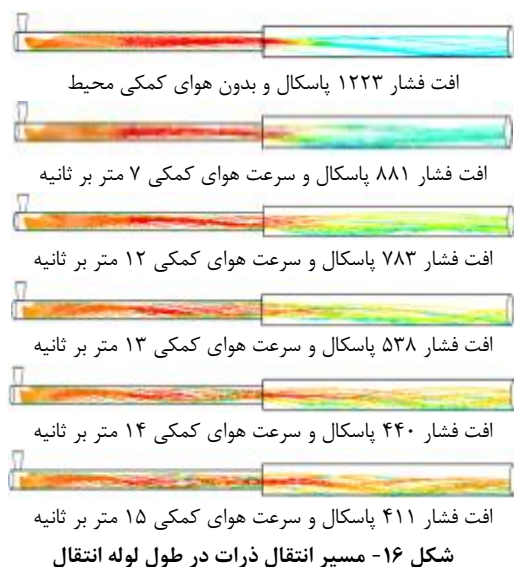 افت فشار ۱۲۲۳ پاسکال و بدون هوای کمکی محیط
افت فشار ۸۸۱ پاسکال و سرعت هوای کمکی ۷ متر بر ثانیه
افت فشار ۷۸۳ پاسکال و سرعت هوای کمکی ۱۲ متر بر ثانیه
افت فشار ۵۳۸ پاسکال و سرعت هوای کمکی ۱۳ متر بر ثانیه
افت فشار ۴۴۰ پاسکال و سرعت هوای کمکی ۱۴ متر بر ثانیه
افت فشار ۴۱۱ پاسکال و سرعت هوای کمکی ۱۵ متر بر ثانیه
شکل ۱۶- مسیر انتقال ذرات در طول لوله انتقال